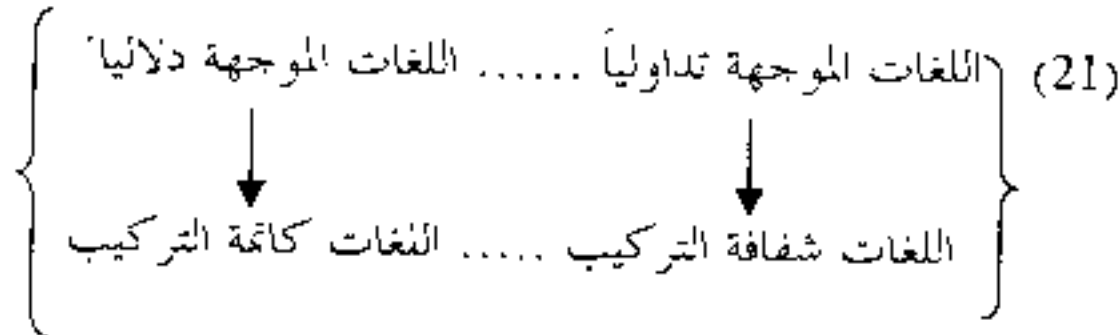 (21) اللغات الموجهة تداولياً ...... اللغات الموجهة دلالياً
اللغات شفافة التركيب ..... اللغات كاتمة التركيب